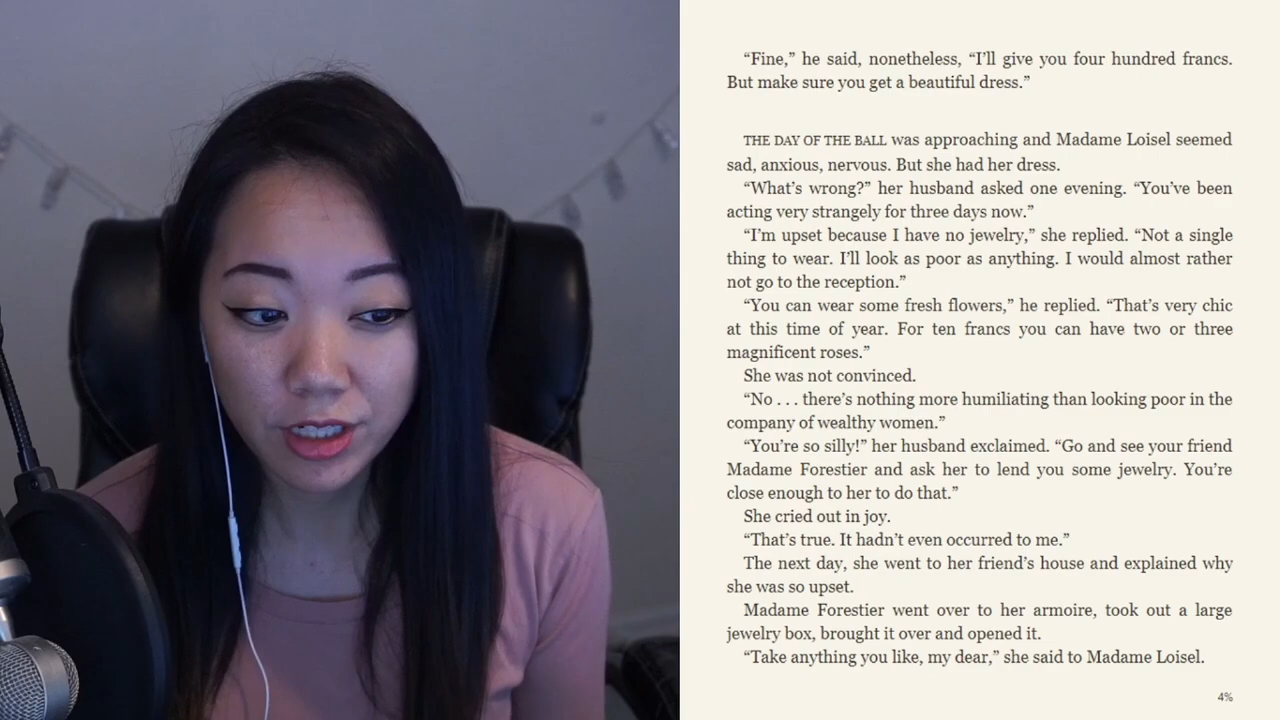 “Fine,” he said, nonetheless, “I’ll give you four hundred francs.
But make sure you get a beautiful dress.”
THE DAY OF THE BALL was approaching and Madame Loisel seemed
sad, anxious, nervous. But she had her dress.
“What’s wrong?” her husband asked one evening. “You’ve been
acting very strangely for three days now.”
“I’m upset because I have no jewelry,” she replied. “Not a single
thing to wear. I’ll look as poor as anything. I would almost rather
not go to the reception.”
“You can wear some fresh flowers,” he replied. “That’s very chic
at this time of year. For ten francs you can have two or three
magnificent roses.”
She was not convinced.
“No . . . there’s nothing more humiliating than looking poor in the
company of wealthy women.”
“You’re so silly!” her husband exclaimed. “Go and see your friend
Madame Forestier and ask her to lend you some jewelry. You’re
close enough to her to do that.”
She cried out in joy.
“That’s true. It hadn’t even occurred to me.”
The next day, she went to her friend’s house and explained why
she was so upset.
Madame Forestier went over to her armoire, took out a large
jewelry box, brought it over and opened it.
“Take anything you like, my dear,” she said to Madame Loisel.
4%